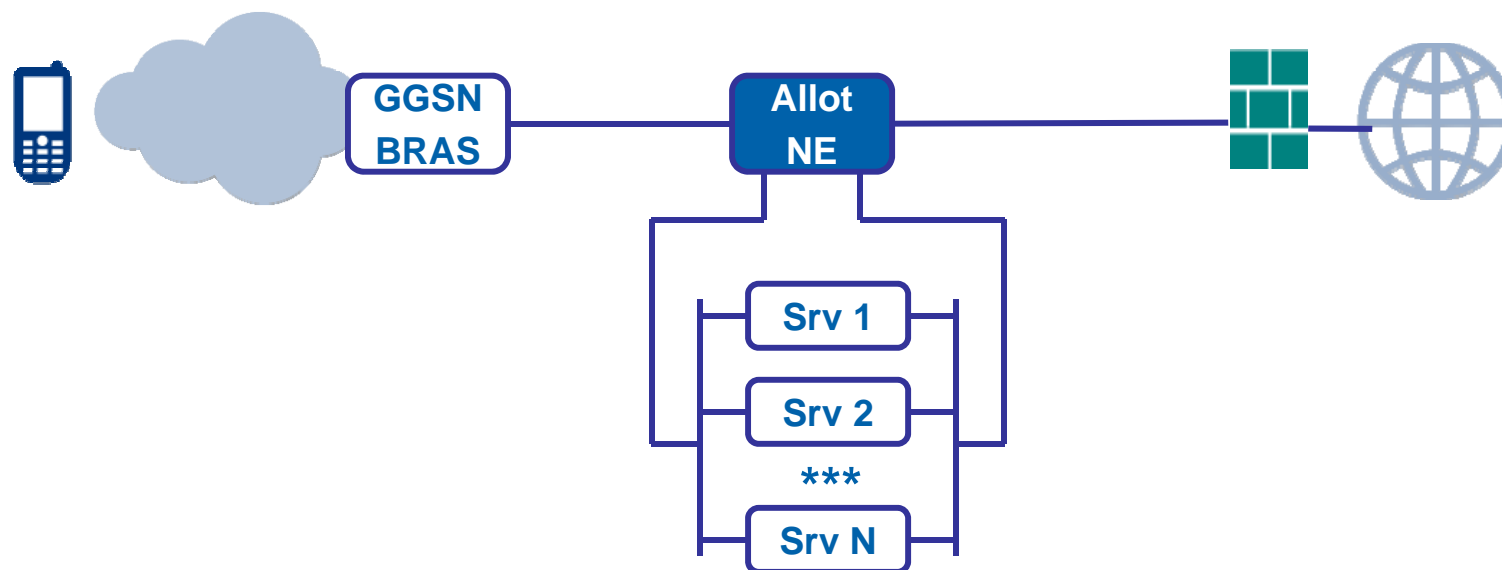 GGSN
BRAS
Allot
NE
Srv 1
Srv 2
***
Srv N